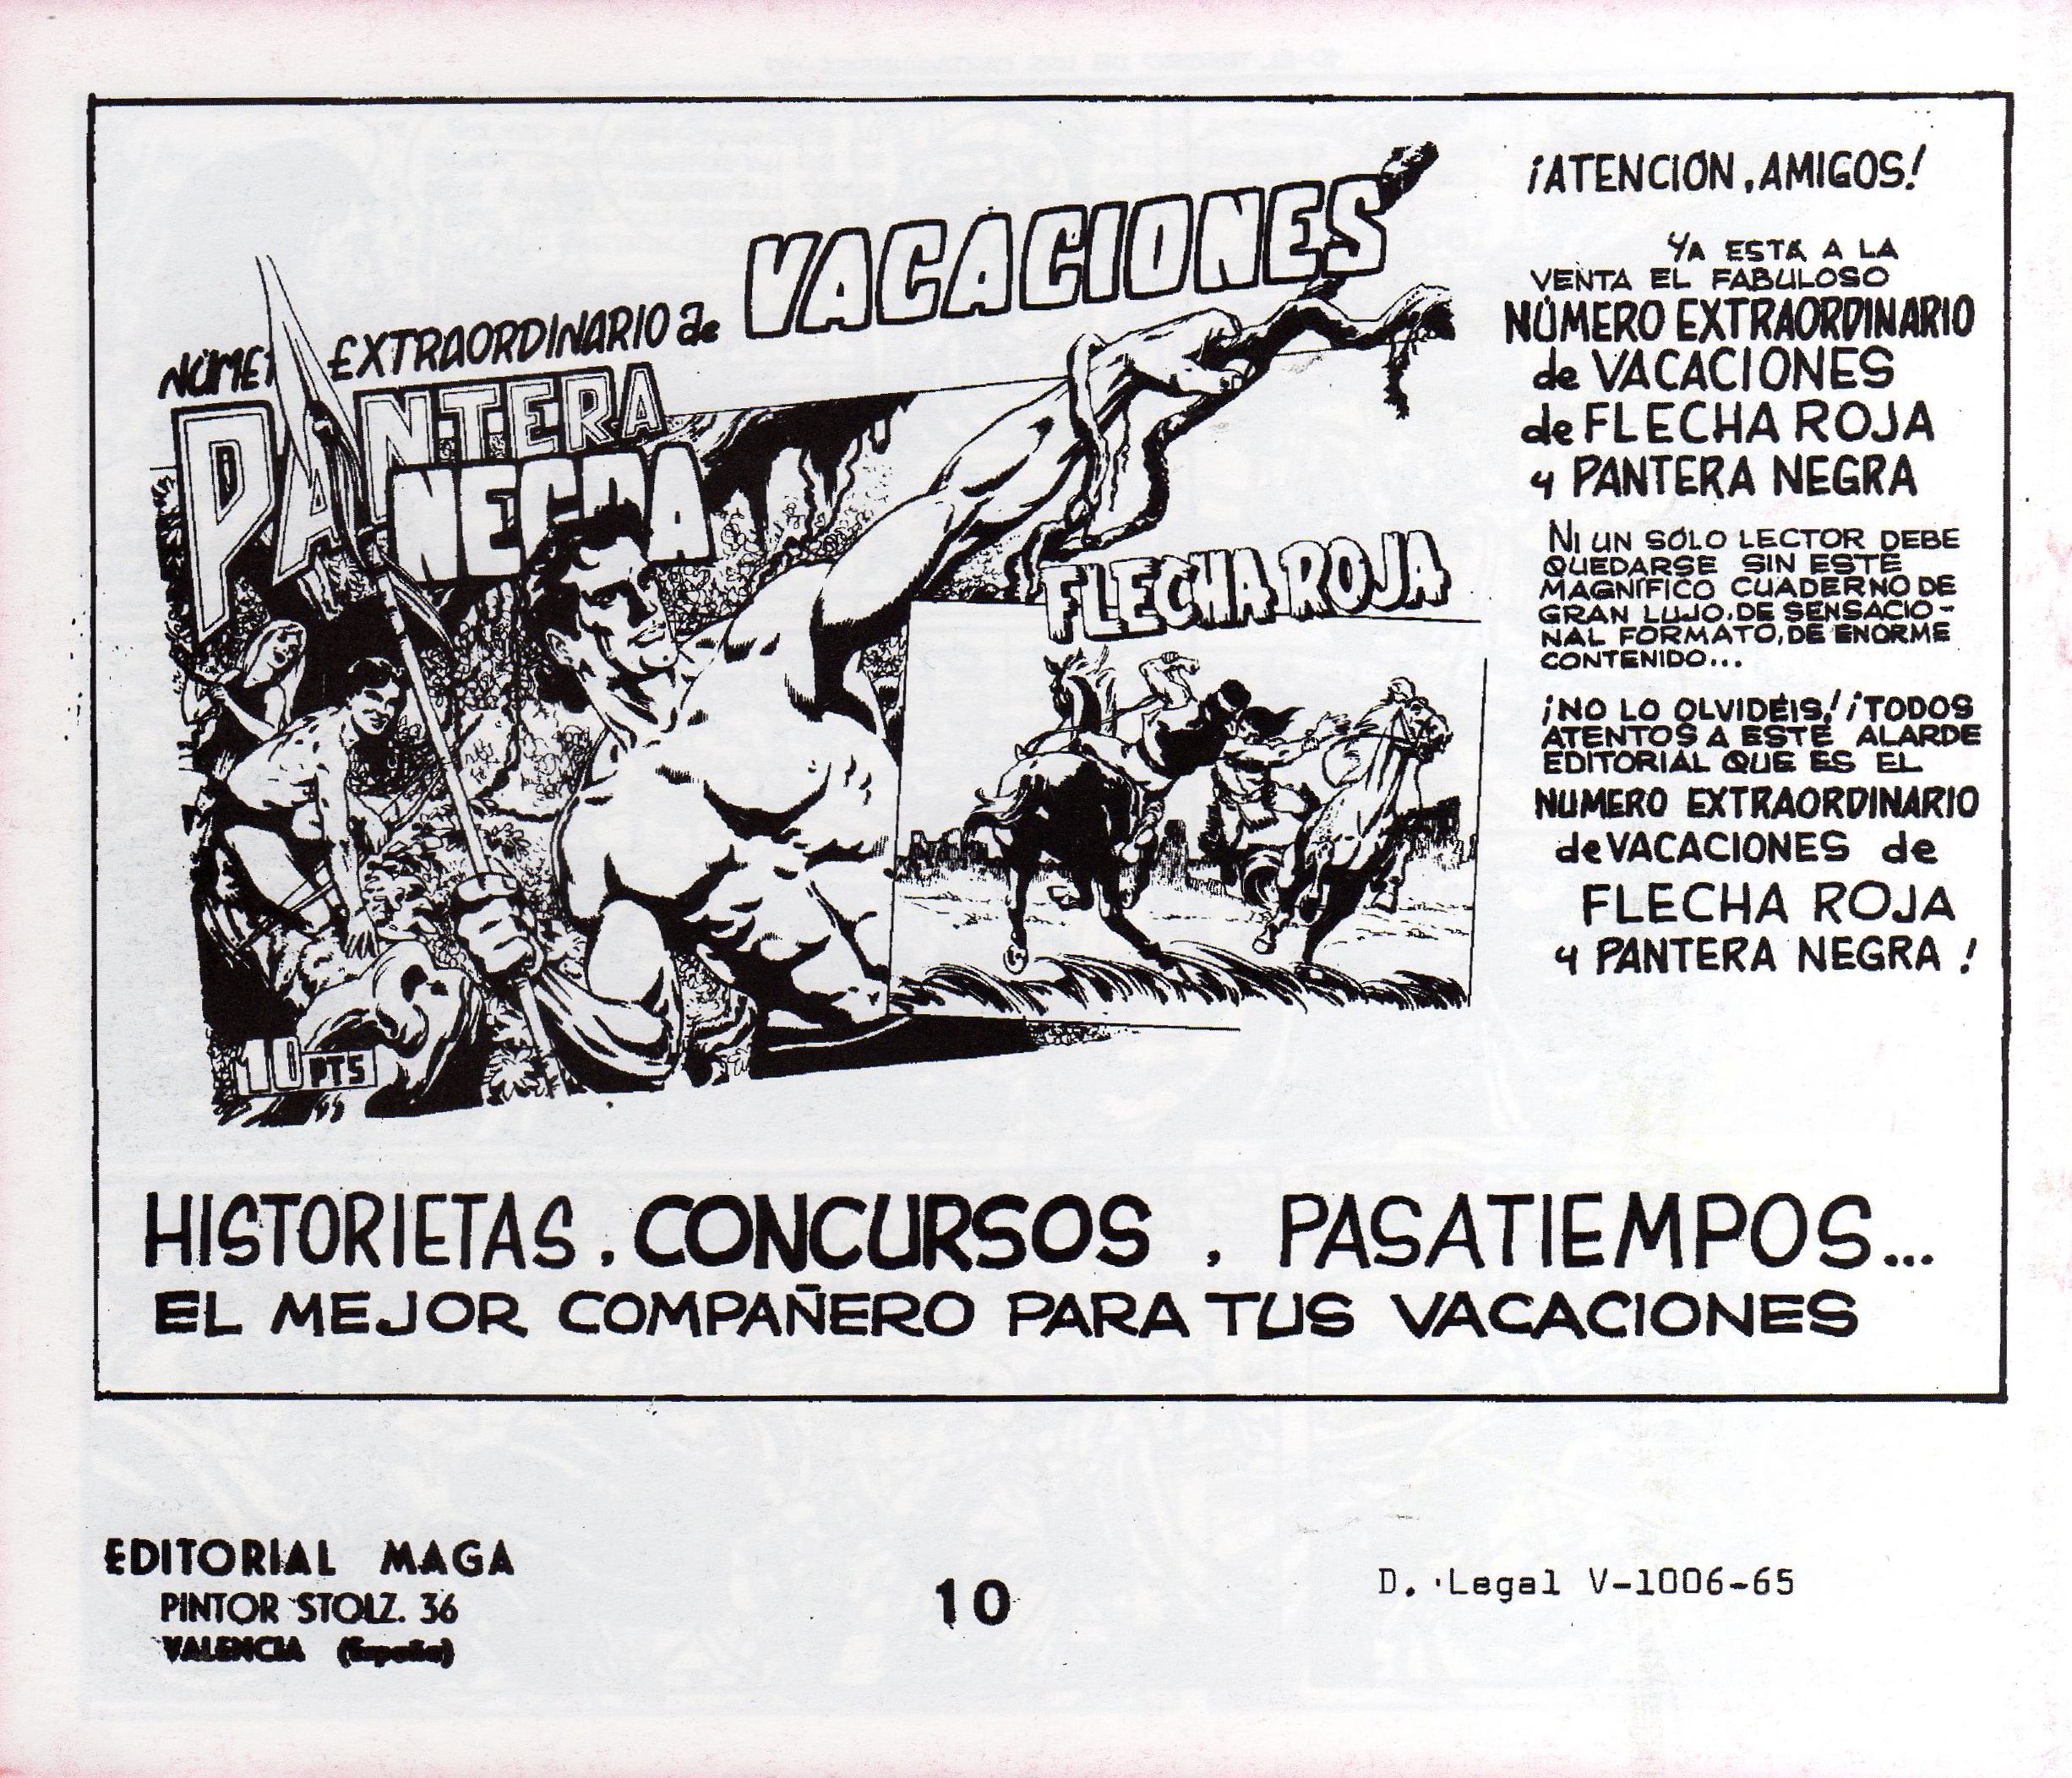 NÚMERO EXTRAORDINARIO de VACACIONES
PANTERA
NEGRA
FLECHA ROJA
10 PTS
¡ATENCIÓN, AMIGOS!
YA ESTÁ A LA
VENTA EL FABULOSO
NÚMERO EXTRAORDINARIO
de VACACIONES
de FLECHA ROJA
y PANTERA NEGRA
NI UN SÓLO LECTOR DEBE
QUEDARSE SIN ESTE
MAGNÍFICO CUADERNO DE
GRAN LUJO, DE SENSACIO-
NAL FORMATO, DE ENORME
CONTENIDO...
¡NO LO OLVIDÉIS! ¡TODOS
ATENTOS A ESTE ALARDE
EDITORIAL QUE ES EL
NUMERO EXTRAORDINARIO
de VACACIONES de
FLECHA ROJA
y PANTERA NEGRA!
HISTORIETAS, CONCURSOS, PASATIEMPOS...
EL MEJOR COMPAÑERO PARA TUS VACACIONES
EDITORIAL MAGA
PINTOR STOLZ. 36
VALENCIA (España)
10
D. Legal V-1006-65